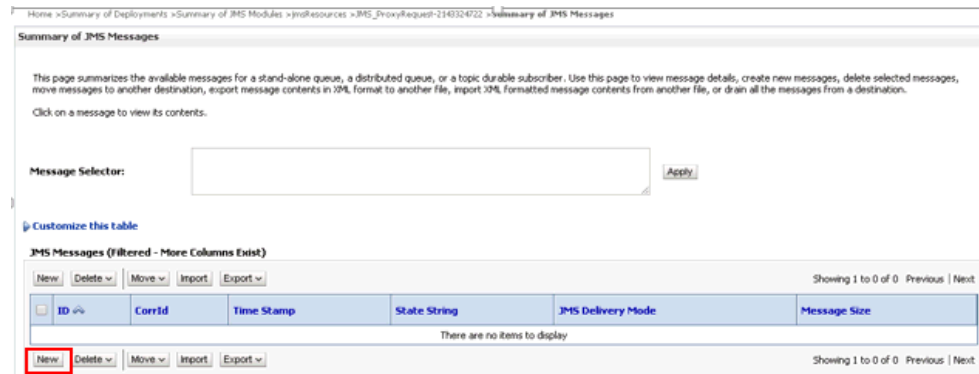 Home >Summary of Deployments >Summary of JMS Modules >jmsResources >JMS_ProxyRequest-2143324722 >Summary of JMS Messages
Summary of JMS Messages
This page summarizes the available messages for a stand-alone queue, a distributed queue, or a topic durable subscriber. Use this page to view message details, create new messages, delete selected messages,
move messages to another destination, export message contents in XML format to another file, import XML formatted message contents from another file, or drain all the messages from a destination.
Click on a message to view its contents.
Message Selector:
Apply
Customize this table
JMS Messages (Filtered - More Columns Exist)
New Delete Move Import Export Showing 1 to 0 of 0 Previous | Next
ID CorrId Time Stamp State String JMS Delivery Mode Message Size
There are no items to display
New Delete Move Import Export Showing 1 to 0 of 0 Previous | Next